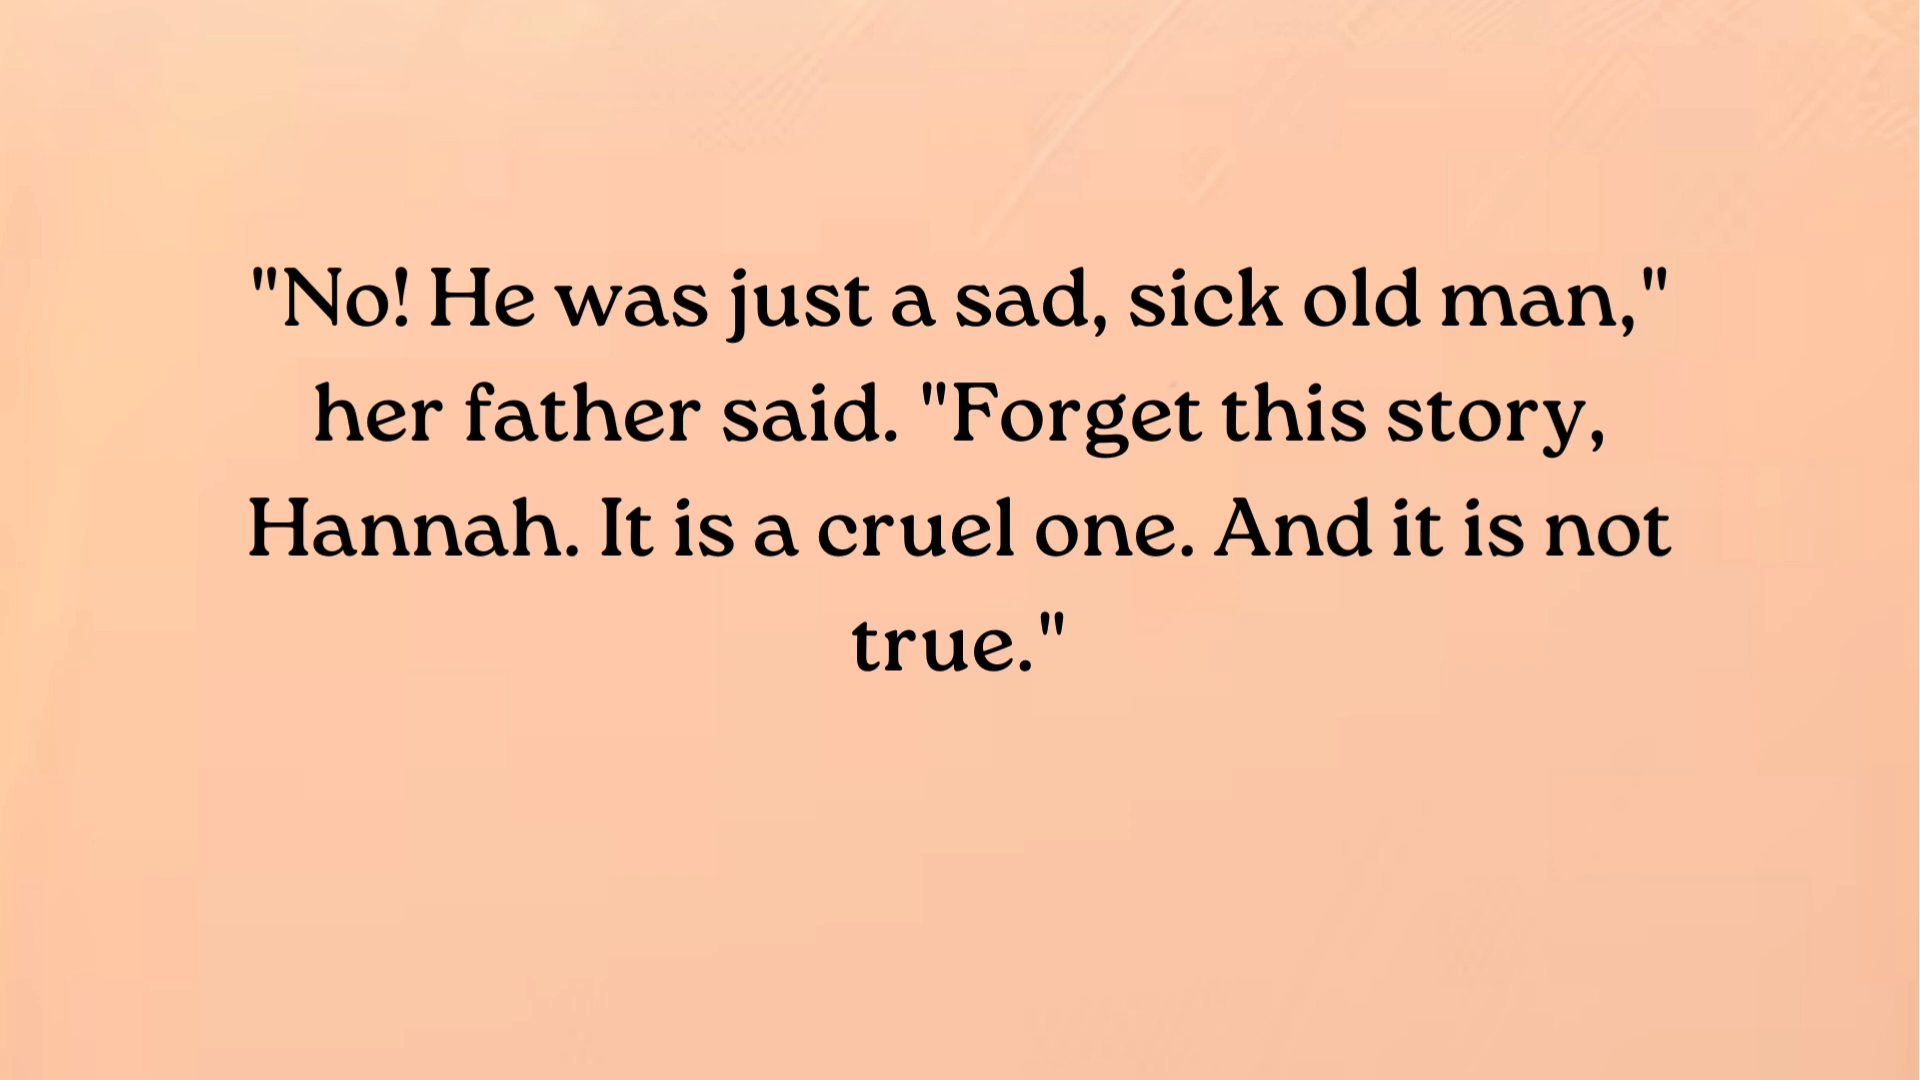 "No! He was just a sad, sick old man,"
her father said. "Forget this story,
Hannah. It is a cruel one. And it is not
true."